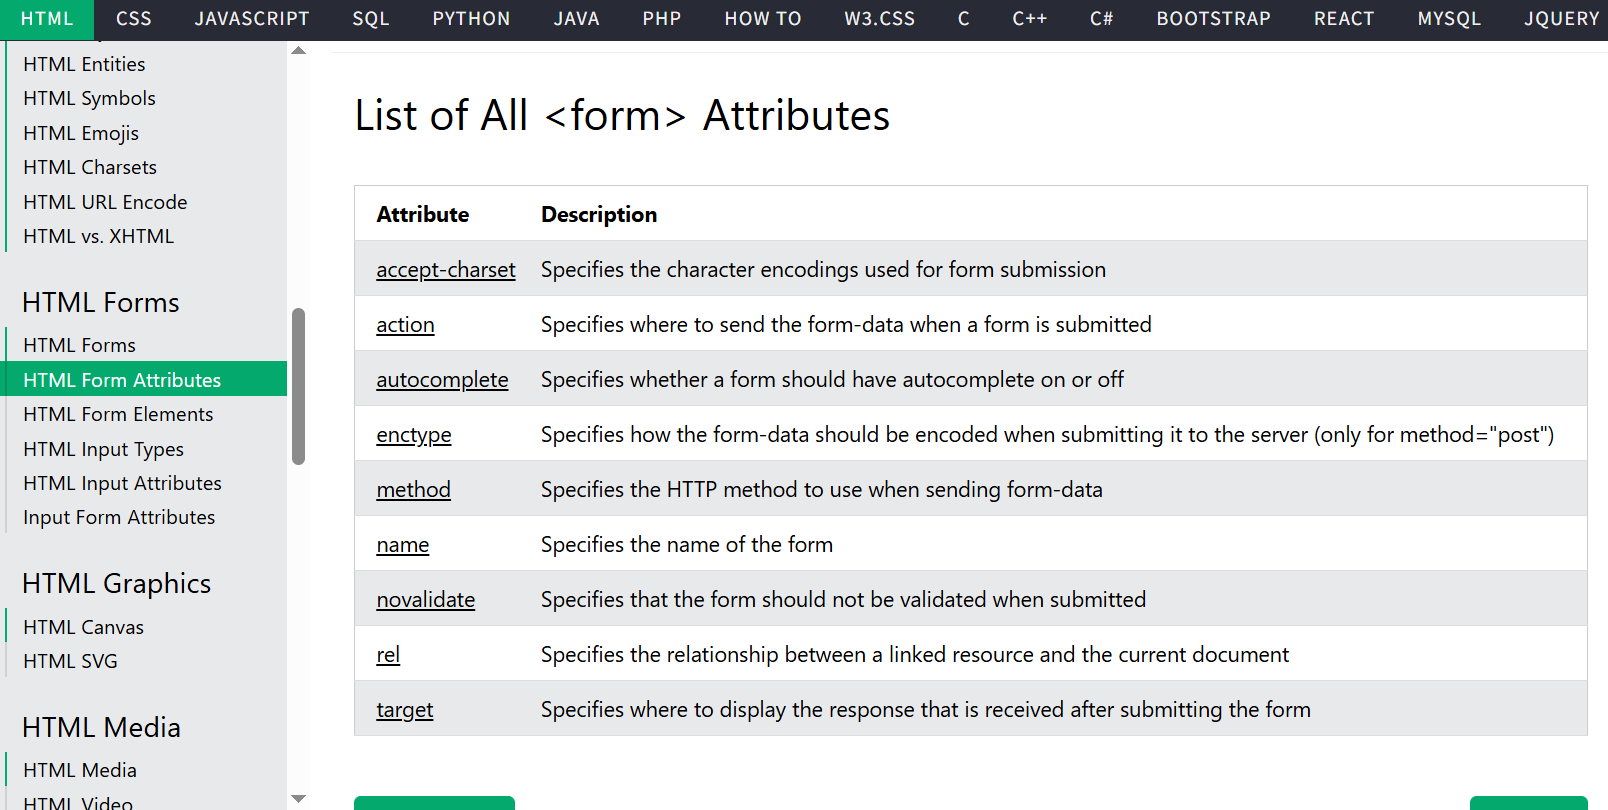 HTML CSS JAVASCRIPT SQL PYTHON JAVA PHP HOW TO W3.CSS C C++ C# BOOTSTRAP REACT MYSQL JQUERY
HTML Entities
HTML Symbols
HTML Emojis
HTML Charsets
HTML URL Encode
HTML vs. XHTML
HTML Forms
HTML Forms
HTML Form Attributes
HTML Form Elements
HTML Input Types
HTML Input Attributes
Input Form Attributes
HTML Graphics
HTML Canvas
HTML SVG
HTML Media
HTML Media
HTML Video
List of All <form> Attributes
Attribute Description
accept-charset Specifies the character encodings used for form submission
action Specifies where to send the form-data when a form is submitted
autocomplete Specifies whether a form should have autocomplete on or off
enctype Specifies how the form-data should be encoded when submitting it to the server (only for method="post")
method Specifies the HTTP method to use when sending form-data
name Specifies the name of the form
novalidate Specifies that the form should not be validated when submitted
rel Specifies the relationship between a linked resource and the current document
target Specifies where to display the response that is received after submitting the form